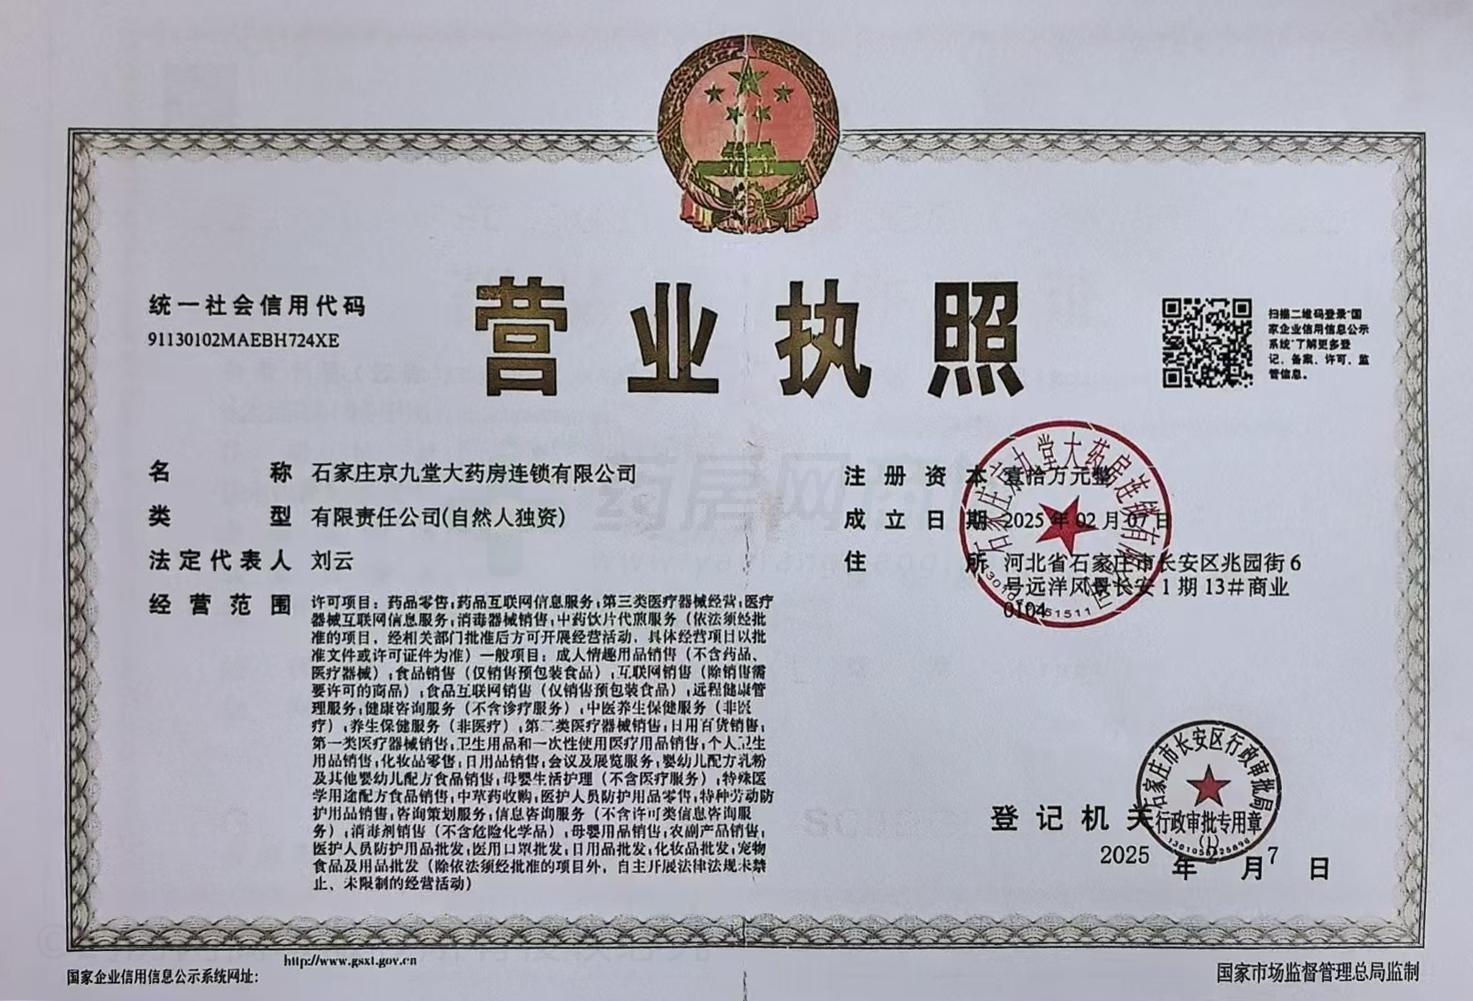 营业执照
统一社会信用代码
91130102MAEBH724XE
扫描二维码登录"国
家企业信用信息公示
系统"了解更多登
记、备案、许可、监
管信息。
名 称 石家庄京九堂大药房连锁有限公司
类 型 有限责任公司(自然人独资)
法定代表人 刘云
经营范围 许可项目：药品零售;药品互联网信息服务;第三类医疗器械经营;医疗
器械互联网信息服务;消毒器械销售;中药饮片代煎服务（依法须经批
准的项目，经相关部门批准后方可开展经营活动，具体经营项目以批
准文件或许可证件为准）一般项目：成人情趣用品销售（不含药品、
医疗器械）;食品销售（仅销售预包装食品）;互联网销售（除销售需
要许可的商品）;食品互联网销售（仅销售预包装食品）;远程健康管
理服务;健康咨询服务（不含诊疗服务）;中医养生保健服务（非医
疗）;养生保健服务（非医疗）;第二类医疗器械销售;日用百货销售;
第一类医疗器械销售;卫生用品和一次性使用医疗用品销售;个人卫生
用品销售;化妆品零售;日用品销售;会议及展览服务;婴幼儿配方乳粉
及其他婴幼儿配方食品销售;母婴生活护理（不含医疗服务）;特殊医
学用途配方食品销售;中草药收购;医护人员防护用品零售;特种劳动防
护用品销售;咨询策划服务;信息咨询服务（不含许可类信息咨询服
务）;消毒剂销售（不含危险化学品）;母婴用品销售;农副产品销售;
医护人员防护用品批发;医用口罩批发;日用品批发;化妆品批发;宠物
食品及用品批发（除依法须经批准的项目外，自主开展法律法规未禁
止、未限制的经营活动）
注册资本 壹拾万元整
成立日期 2025年02月07日
住 所 河北省石家庄市长安区兆园街6
号远洋风景长安1期13#商业
0104
石家庄京九堂大药房连锁有限公司
登记机关
石家庄市长安区行政审批局
行政审批专用章
(1)
2025 年 月 7 日
国家企业信用信息公示系统网址：
http://www.gsxt.gov.cn
国家市场监督管理总局监制
药房网商